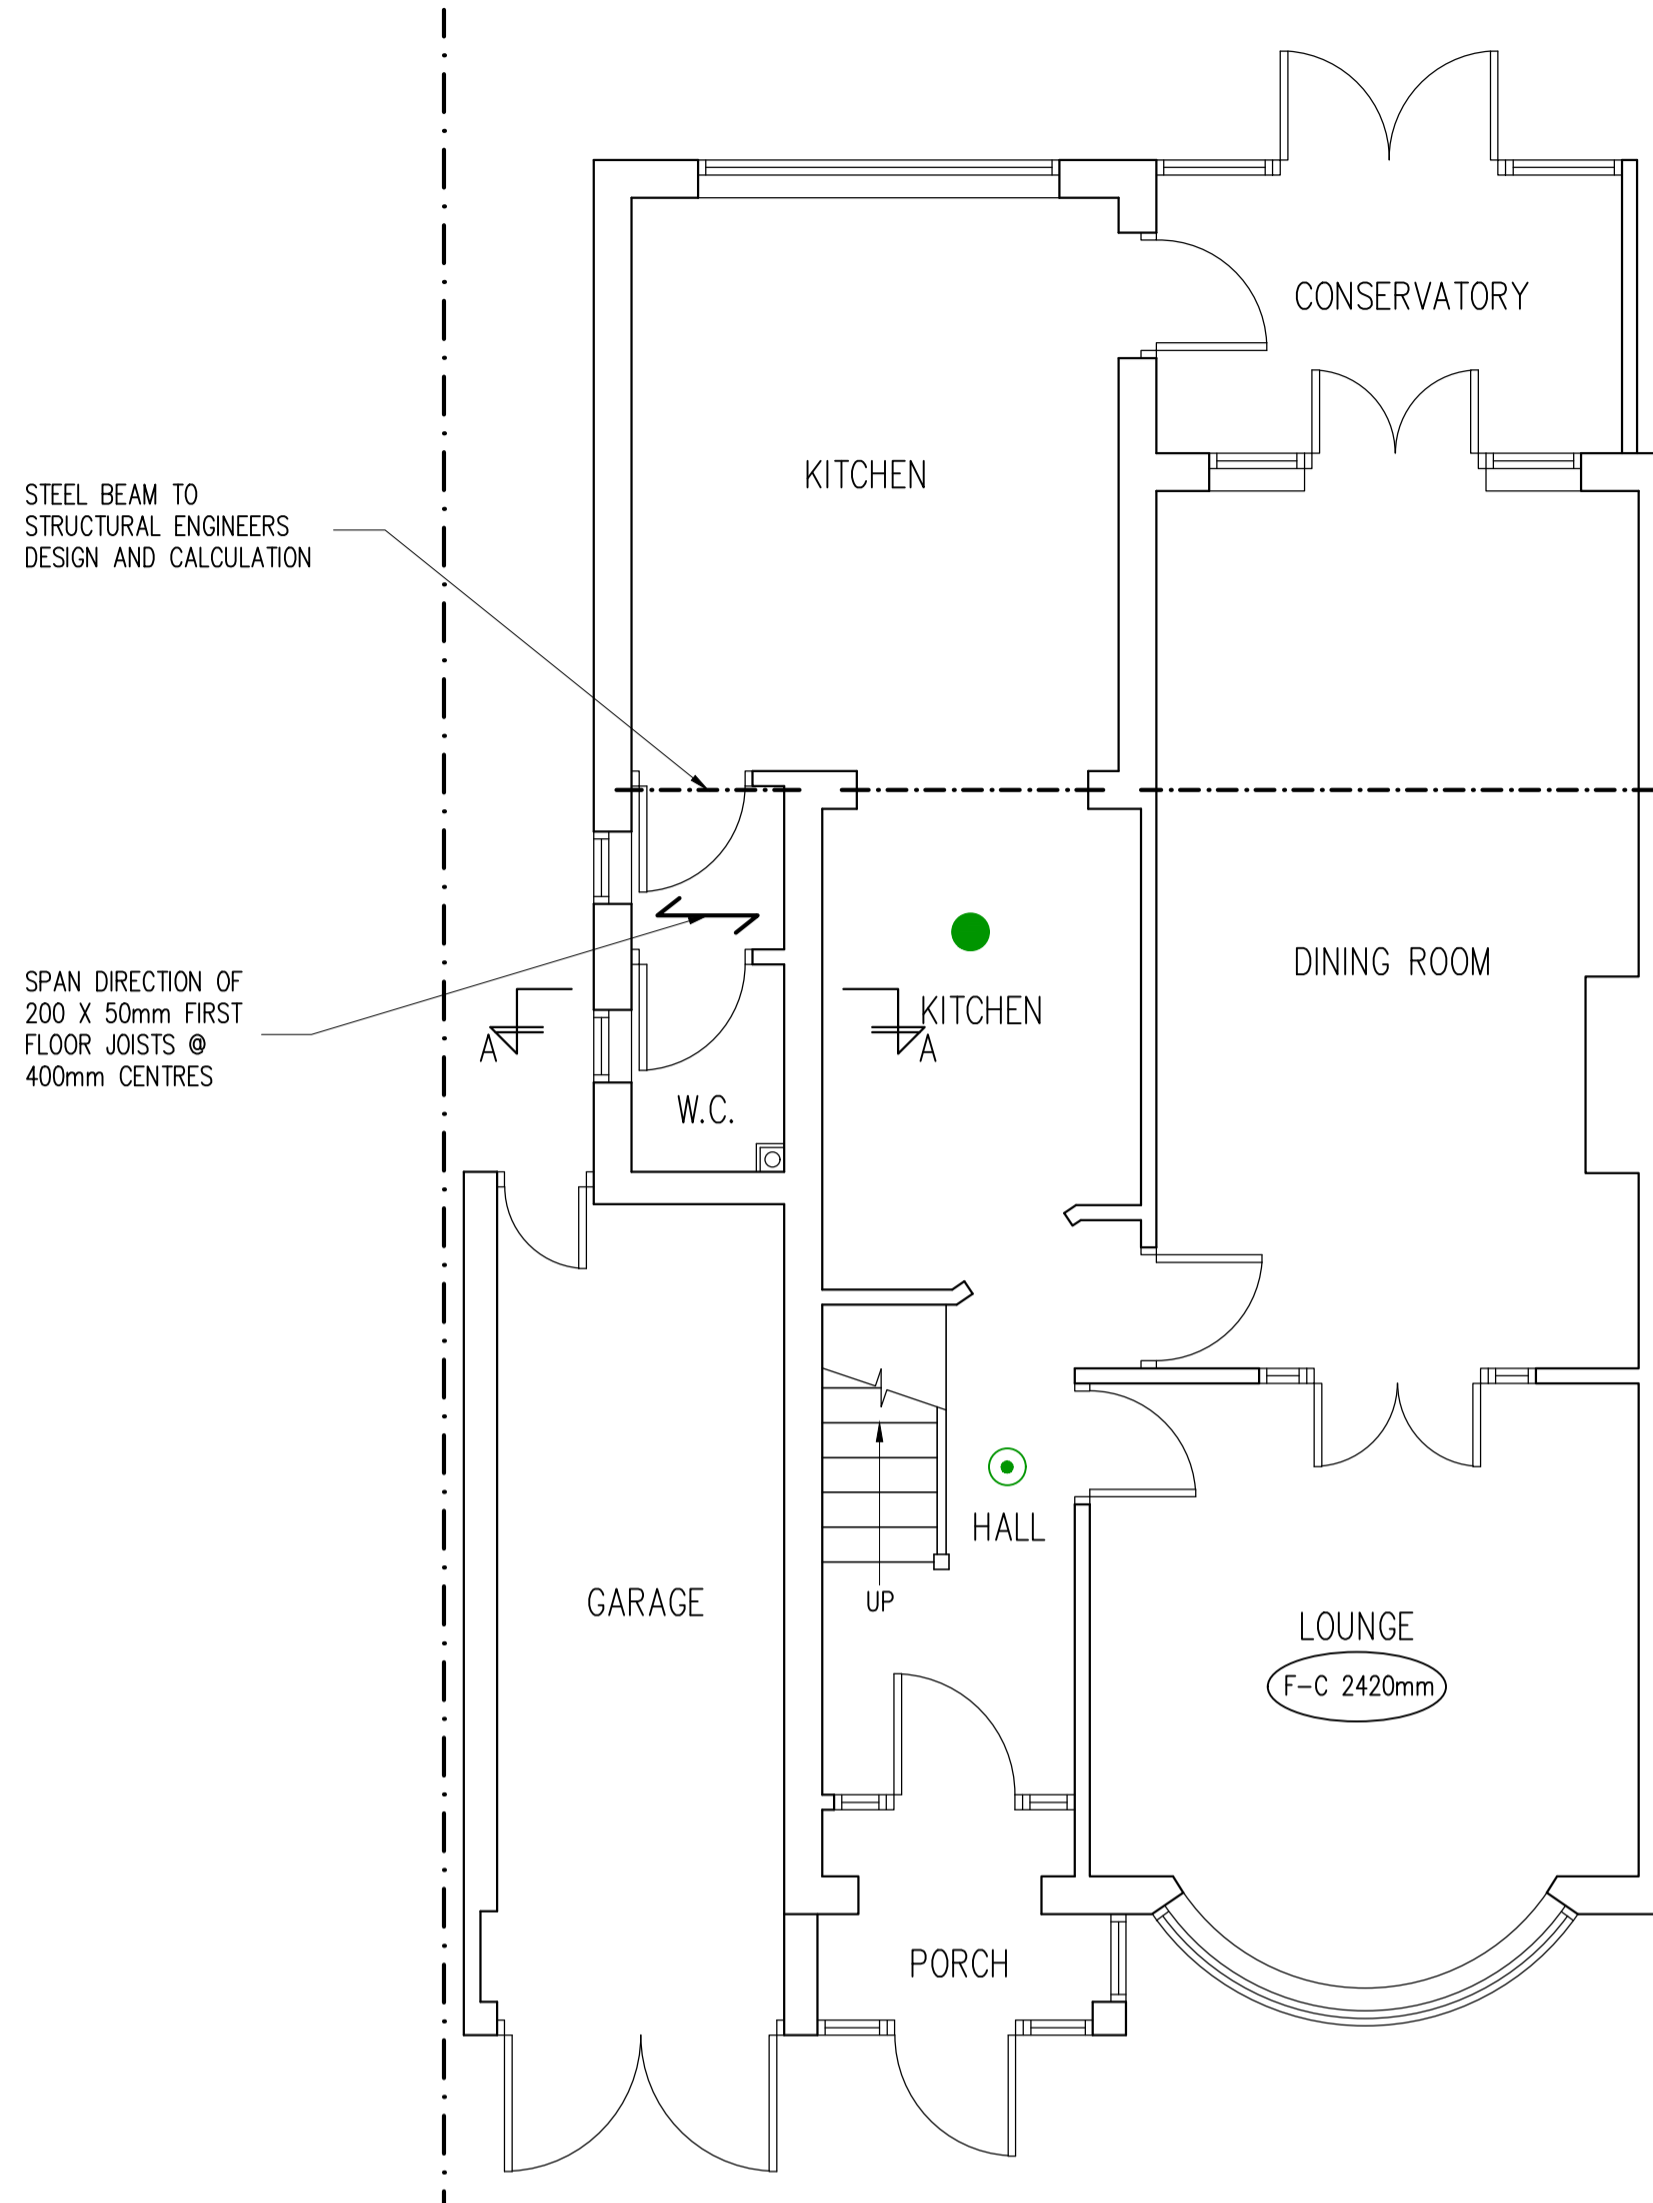 CONSERVATORY
KITCHEN
STEEL BEAM TO
STRUCTURAL ENGINEERS
DESIGN AND CALCULATION
DINING ROOM
SPAN DIRECTION OF
200 X 50mm FIRST
FLOOR JOISTS @
400mm CENTRES
KITCHEN
A
A
W.C.
HALL
UP
GARAGE
LOUNGE
F-C 2420mm
PORCH